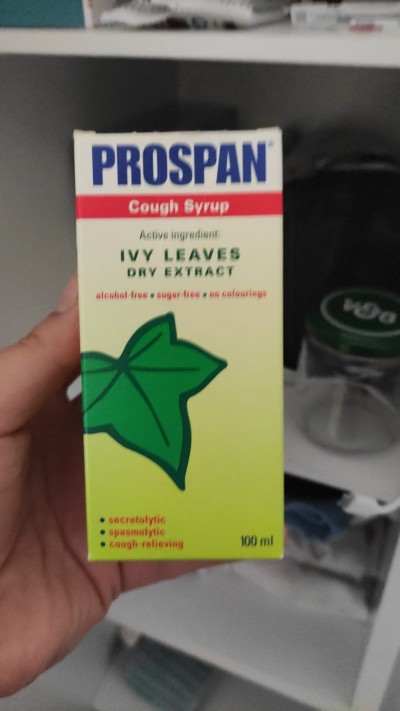 PROSPAN®
Cough Syrup
Active ingredient:
IVY LEAVES
DRY EXTRACT
alcohol-free • sugar-free • no colourings
• secretolytic
• spasmolytic
• cough-relieving
100 ml